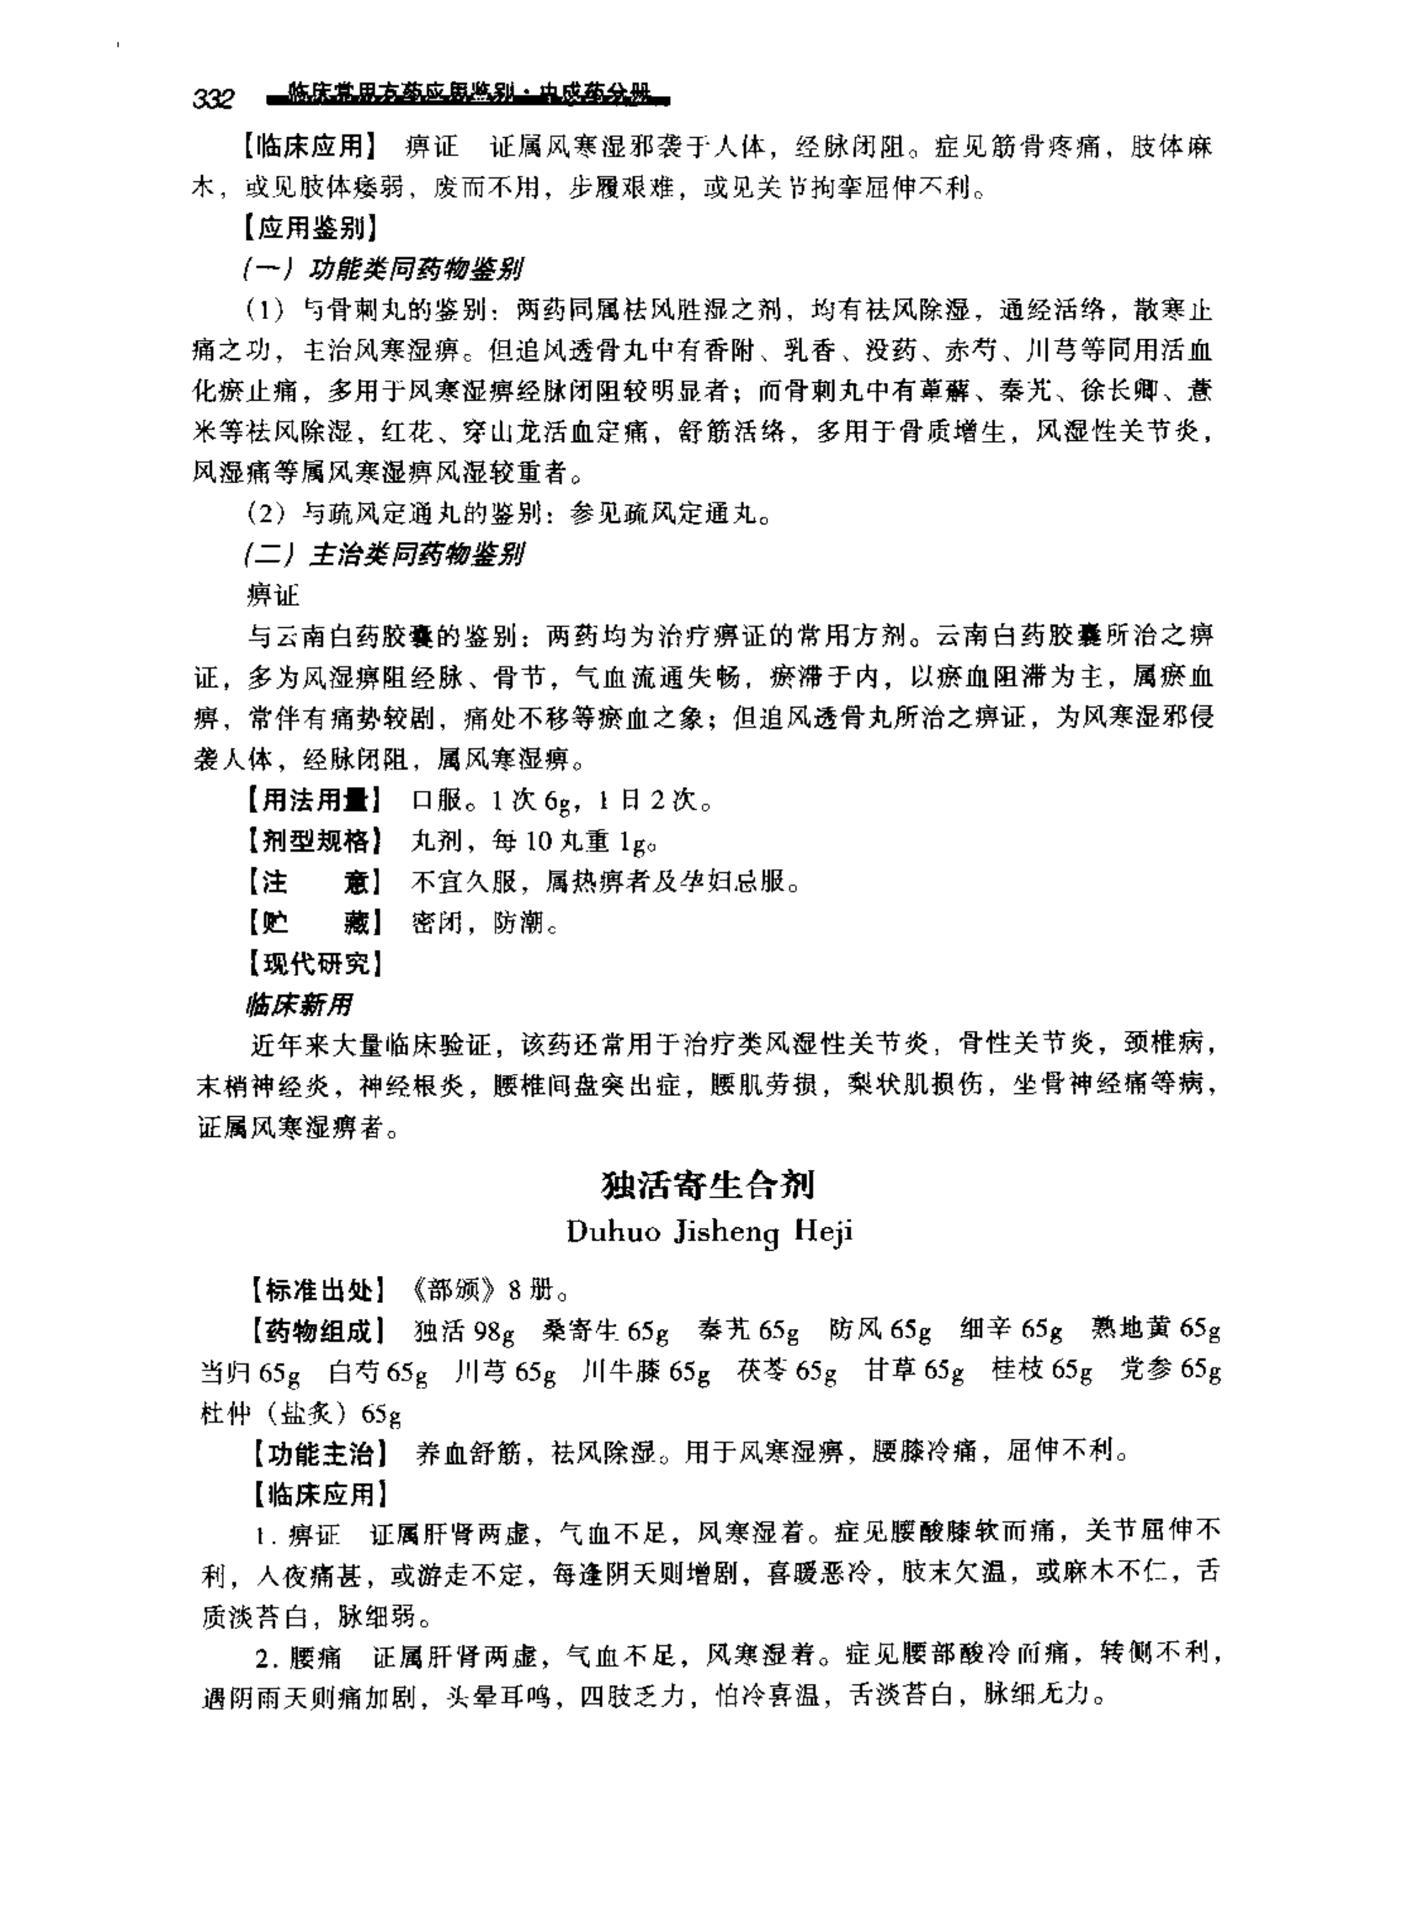 332 临床常用方药应用鉴别·中成药分册
【临床应用】 痹证 证属风寒湿邪袭于人体，经脉闭阻。症见筋骨疼痛，肢体麻
木，或见肢体痿弱，废而不用，步履艰难，或见关节拘挛屈伸不利。
【应用鉴别】
（一）功能类同药物鉴别
（1）与骨刺丸的鉴别：两药同属祛风胜湿之剂，均有祛风除湿，通经活络，散寒止
痛之功，主治风寒湿痹。但追风透骨丸中有香附、乳香、没药、赤芍、川芎等同用活血
化瘀止痛，多用于风寒湿痹经脉闭阻较明显者；而骨刺丸中有萆薢、秦艽、徐长卿、薏
米等祛风除湿，红花、穿山龙活血定痛，舒筋活络，多用于骨质增生，风湿性关节炎，
风湿痛等属风寒湿痹风湿较重者。
（2）与疏风定通丸的鉴别：参见疏风定通丸。
（二）主治类同药物鉴别
痹证
与云南白药胶囊的鉴别：两药均为治疗痹证的常用方剂。云南白药胶囊所治之痹
证，多为风湿痹阻经脉、骨节，气血流通失畅，瘀滞于内，以瘀血阻滞为主，属瘀血
痹，常伴有痛势较剧，痛处不移等瘀血之象；但追风透骨丸所治之痹证，为风寒湿邪侵
袭人体，经脉闭阻，属风寒湿痹。
【用法用量】 口服。1次6g，1日2次。
【剂型规格】 丸剂，每10丸重1g。
【注　　意】 不宜久服，属热痹者及孕妇忌服。
【贮　　藏】 密闭，防潮。
【现代研究】
临床新用
近年来大量临床验证，该药还常用于治疗类风湿性关节炎，骨性关节炎，颈椎病，
末梢神经炎，神经根炎，腰椎间盘突出症，腰肌劳损，梨状肌损伤，坐骨神经痛等病，
证属风寒湿痹者。
独活寄生合剂
Duhuo Jisheng Heji
【标准出处】《部颁》8册。
【药物组成】 独活98g 桑寄生65g 秦艽65g 防风65g 细辛65g 熟地黄65g
当归65g 白芍65g 川芎65g 川牛膝65g 茯苓65g 甘草65g 桂枝65g 党参65g
杜仲（盐炙）65g
【功能主治】 养血舒筋，祛风除湿。用于风寒湿痹，腰膝冷痛，屈伸不利。
【临床应用】
1. 痹证 证属肝肾两虚，气血不足，风寒湿着。症见腰酸膝软而痛，关节屈伸不
利，入夜痛甚，或游走不定，每逢阴天则增剧，喜暖恶冷，肢末欠温，或麻木不仁，舌
质淡苔白，脉细弱。
2. 腰痛 证属肝肾两虚，气血不足，风寒湿着。症见腰部酸冷而痛，转侧不利，
遇阴雨天则痛加剧，头晕耳鸣，四肢乏力，怕冷喜温，舌淡苔白，脉细无力。